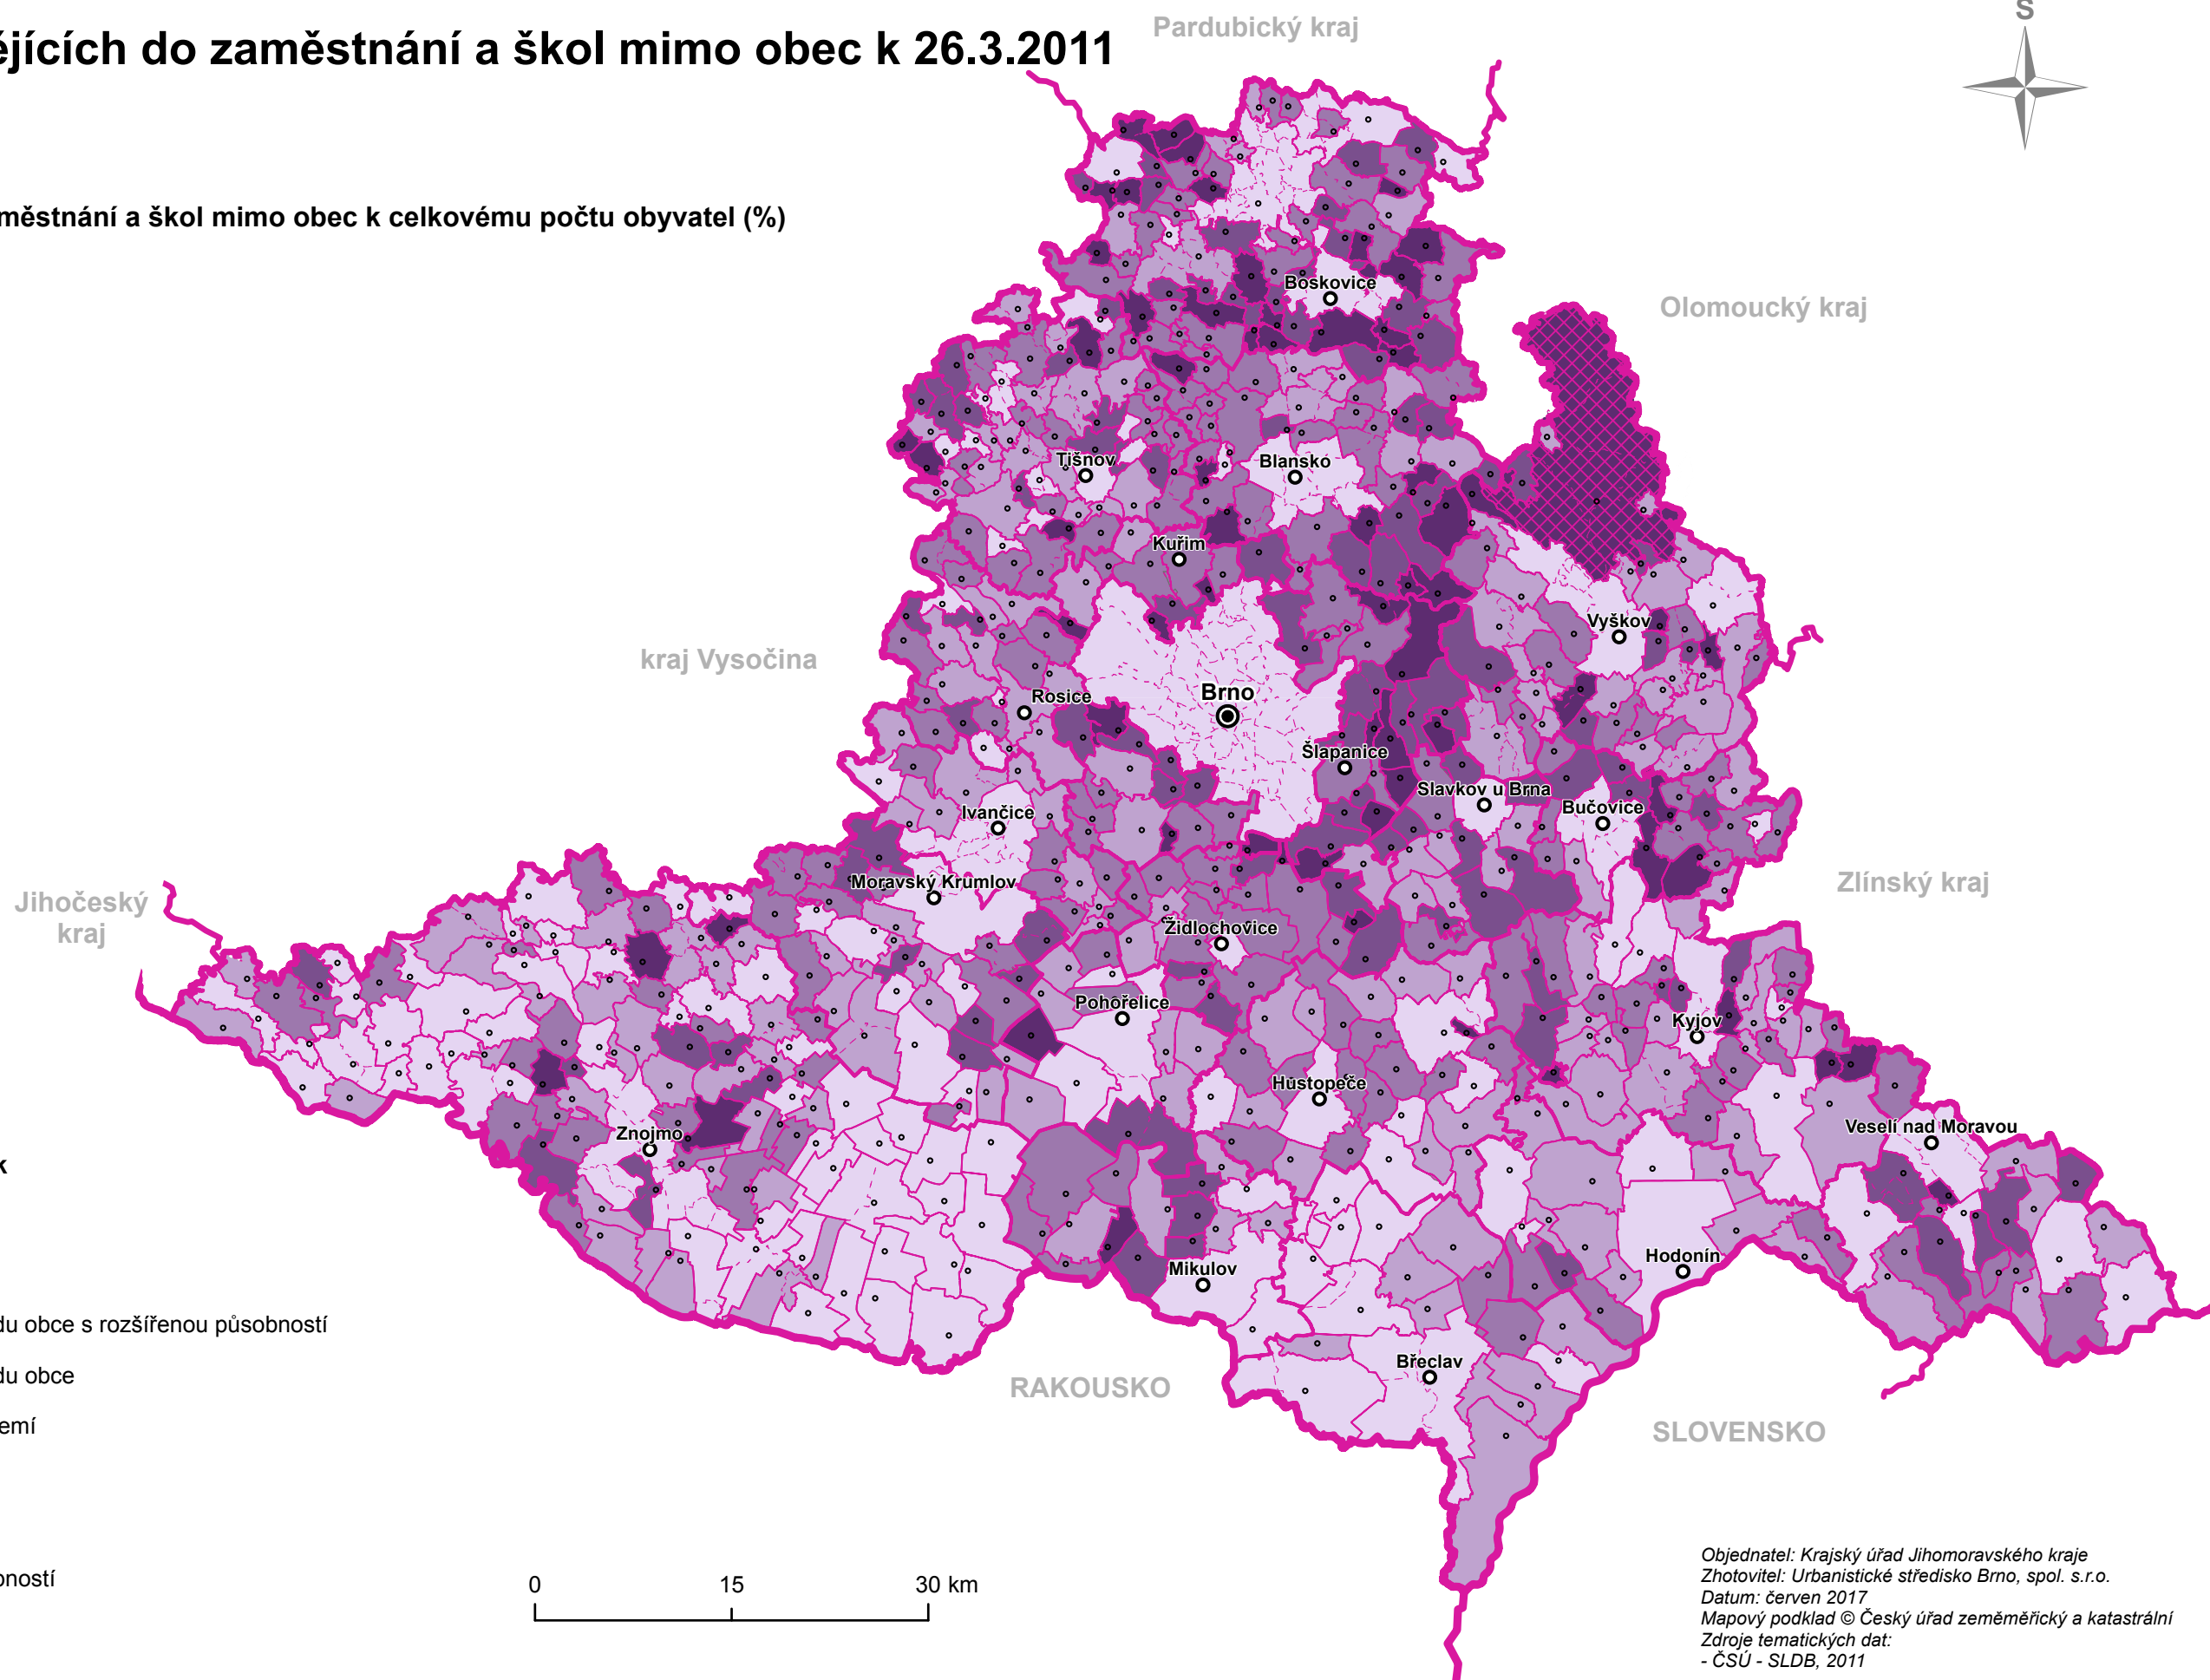 ějících do zaměstnání a škol mimo obec k 26.3.2011
městnání a škol mimo obec k celkovému počtu obyvatel (%)
S
Pardubický kraj
Olomoucký kraj
kraj Vysočina
Jihočeský
kraj
Zlínský kraj
RAKOUSKO
SLOVENSKO
Boskovice
Tišnov
Blansko
Kuřim
Vyškov
Rosice
Brno
Šlapanice
Slavkov u Brna
Bučovice
Ivančice
Moravský Krumlov
Židlochovice
Pohořelice
Kyjov
Hustopeče
Znojmo
Veselí nad Moravou
Mikulov
Hodonín
Břeclav
k
du obce s rozšířenou působností
du obce
emí
oností
0 15 30 km
Objednatel: Krajský úřad Jihomoravského kraje
Zhotovitel: Urbanistické středisko Brno, spol. s.r.o.
Datum: červen 2017
Mapový podklad © Český úřad zeměměřický a katastrální
Zdroje tematických dat:
- ČSÚ - SLDB, 2011